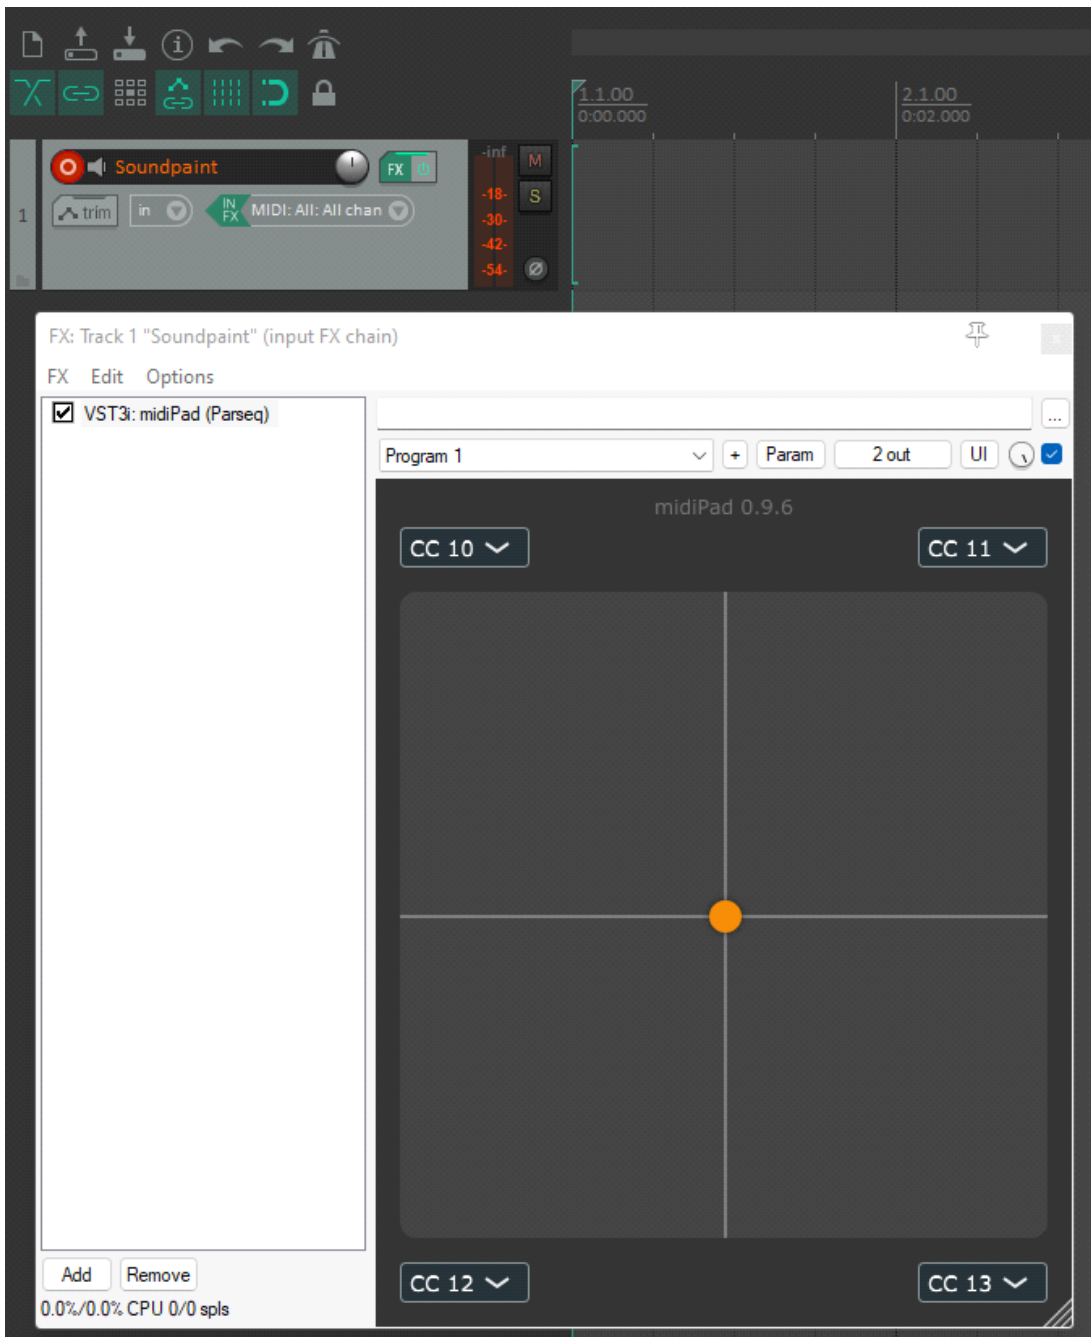 1.1.00
2.1.00
0:00.000
0:02.000
Soundpaint
FX
-inf
M
-18-
S
1
trim
in
IN
FX
MIDI: All: All chan
-30-
-42-
-54-
FX: Track 1 "Soundpaint" (input FX chain)
x
FX Edit Options
VST3i: midiPad (Parseq)
...
Program 1
+
Param
2 out
UI
midiPad 0.9.6
CC 10
CC 11
CC 12
CC 13
Add
Remove
0.0%/0.0% CPU 0/0 spls